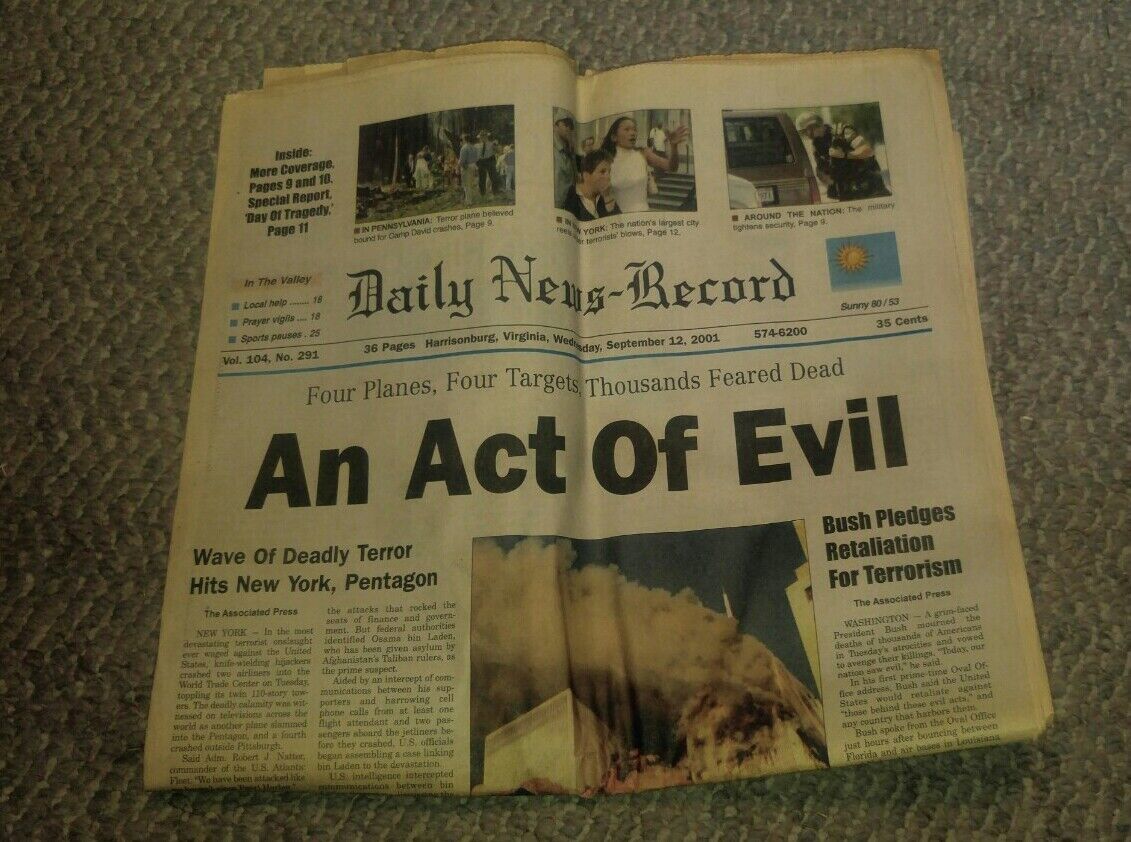 Inside:
More Coverage,
Pages 9 and 10.
Special Report,
'Day Of Tragedy,'
Page 11
IN PENNSYLVANIA: Terror plane believed
bound for Camp David crashes, Page 9.
YORK: The nation's largest city
terrorists' blows, Page 12.
AROUND THE NATION: The military
tightens security, Page 9.
In The Valley
Local help ........ 18
Prayer vigils .... 18
Sports pauses . 25
Daily News-Record
Sunny 80 / 53
Vol. 104, No. 291
36 Pages Harrisonburg, Virginia, Wednesday, September 12, 2001
574-6200
35 Cents
Four Planes, Four Targets, Thousands Feared Dead
An Act Of Evil
Wave Of Deadly Terror
Hits New York, Pentagon
The Associated Press
NEW YORK — In the most
devastating terrorist onslaught
ever waged against the United
States, knife-wielding hijackers
crashed two airliners into the
World Trade Center on Tuesday,
toppling its twin 110-story tow-
ers. The deadly calamity was wit-
nessed on televisions across the
world as another plane slammed
into the Pentagon, and a fourth
crashed outside Pittsburgh.
Said Adm. Robert J. Natter,
commander of the U.S. Atlantic
Fleet, "We have been attacked like
the attacks that rocked the
seats of finance and govern-
ment. But federal authorities
identified Osama bin Laden,
who has been given asylum by
Afghanistan's Taliban rulers, as
the prime suspect.
Aided by an intercept of com-
munications between his sup-
porters and harrowing cell
phone calls from at least one
flight attendant and two pas-
sengers aboard the jetliners be-
fore they crashed, U.S. officials
began assembling a case linking
bin Laden to the devastation.
U.S. intelligence intercepted
communications between bin
Bush Pledges
Retaliation
For Terrorism
The Associated Press
WASHINGTON — A grim-faced
President Bush mourned the
deaths of thousands of Americans
in Tuesday's atrocities and vowed
to avenge their killings. "Today, our
nation saw evil," he said.
In his first prime-time Oval Of-
fice address, Bush said the United
States would retaliate against
"those behind these evil acts," and
any country that harbors them.
Bush spoke from the Oval Office
just hours after bouncing between
Florida and air bases in Louisiana